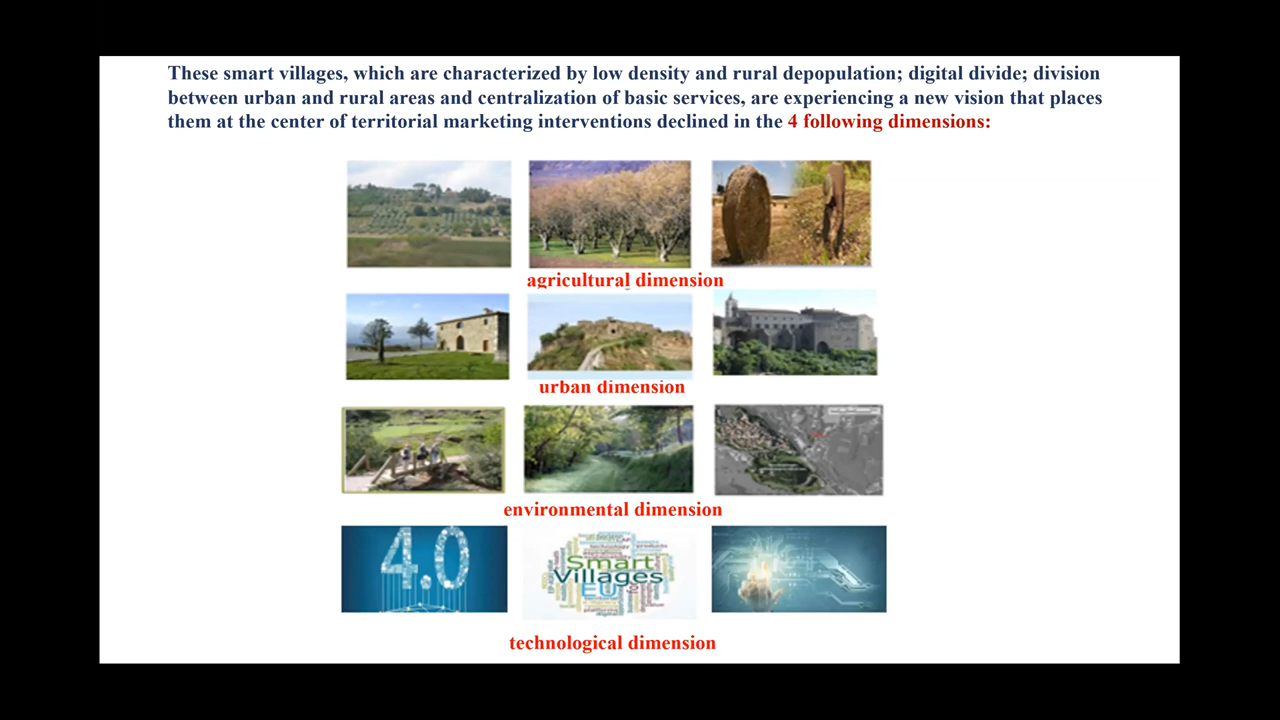 These smart villages, which are characterized by low density and rural depopulation; digital divide; division
between urban and rural areas and centralization of basic services, are experiencing a new vision that places
them at the center of territorial marketing interventions declined in the 4 following dimensions:
agricultural dimension
urban dimension
environmental dimension
4.0
technology
Smart
Villages
EU
technological dimension